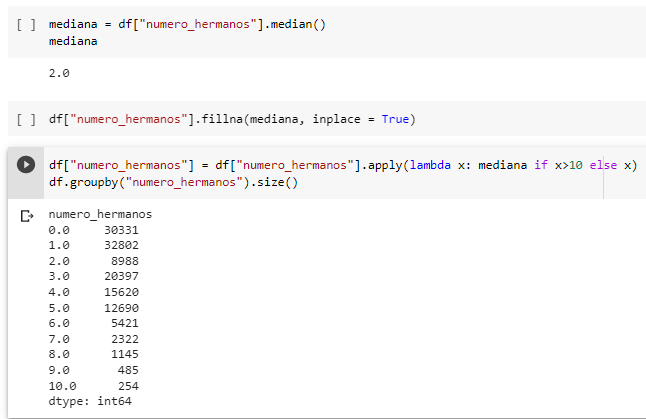 [ ] mediana = df["numero_hermanos"].median()
mediana
2.0
[ ] df["numero_hermanos"].fillna(mediana, inplace = True)
df["numero_hermanos"] = df["numero_hermanos"].apply(lambda x: mediana if x>10 else x)
df.groupby("numero_hermanos").size()
numero_hermanos
0.0     30331
1.0     32802
2.0      8988
3.0     20397
4.0     15620
5.0     12690
6.0      5421
7.0      2322
8.0      1145
9.0       485
10.0      254
dtype: int64